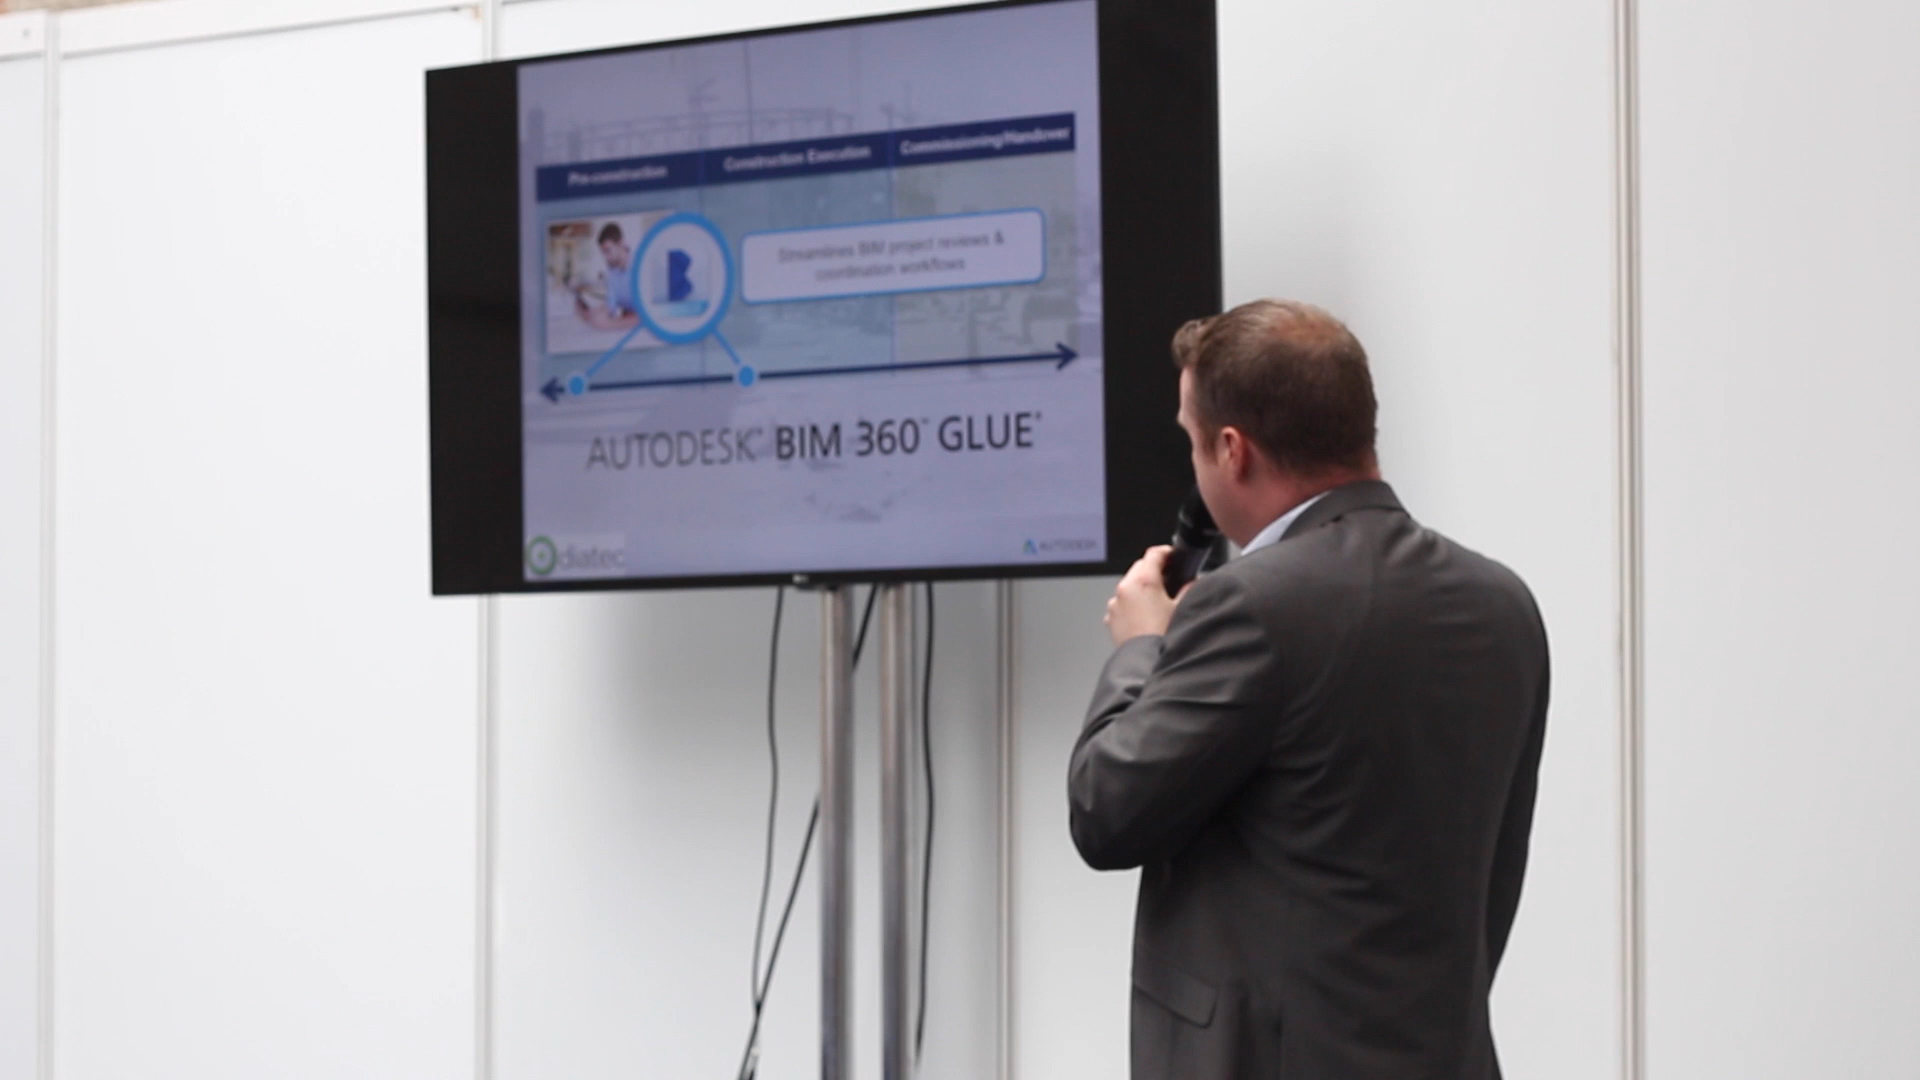 Pre-construction
Construction Execution
Commissioning/Handover
B
Streamlines BIM project reviews &
coordination workflows
AUTODESK® BIM 360™ GLUE®
diatec
AUTODESK